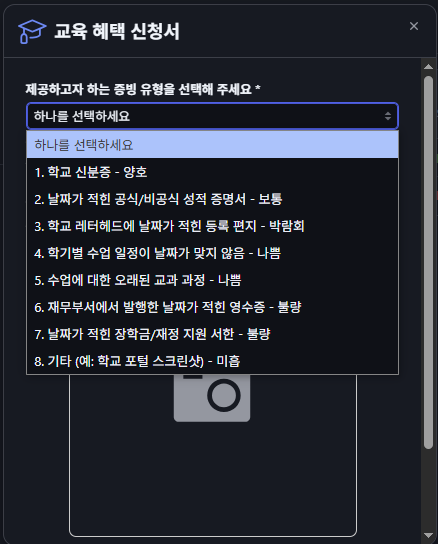 교육 혜택 신청서
×
제공하고자 하는 증빙 유형을 선택해 주세요 *
하나를 선택하세요
하나를 선택하세요
1. 학교 신분증 - 양호
2. 날짜가 적힌 공식/비공식 성적 증명서 - 보통
3. 학교 레터헤드에 날짜가 적힌 등록 편지 - 박람회
4. 학기별 수업 일정이 날짜가 맞지 않음 - 나쁨
5. 수업에 대한 오래된 교과 과정 - 나쁨
6. 재무부서에서 발행한 날짜가 적힌 영수증 - 불량
7. 날짜가 적힌 장학금/재정 지원 서한 - 불량
8. 기타 (예: 학교 포털 스크린샷) - 미흡